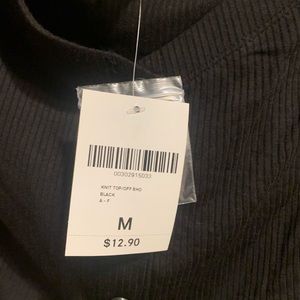 00302915033
KNIT TOP/OFF SHO
BLACK
A - F
M
$12.90